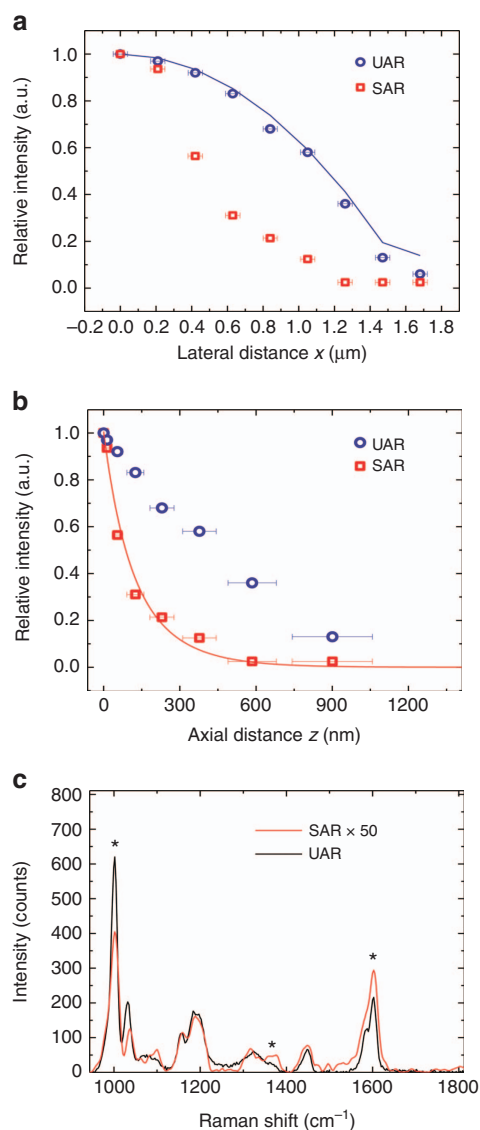 a
1.0
0.8
0.6
0.4
0.2
0.0
Relative intensity (a.u.)
UAR
SAR
−0.2 0.0 0.2 0.4 0.6 0.8 1.0 1.2 1.4 1.6 1.8
Lateral distance x (μm)
b
1.0
0.8
0.6
0.4
0.2
0.0
Relative intensity (a.u.)
UAR
SAR
0 300 600 900 1200
Axial distance z (nm)
c
800
700
600
500
400
300
200
100
0
Intensity (counts)
SAR × 50
UAR
*
*
*
1000 1200 1400 1600 1800
Raman shift (cm−1)